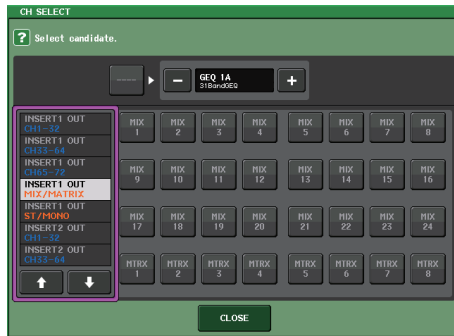 CH SELECT
? Select candidate.
----
− GEQ 1A +
31BandGEQ
INSERT1 OUT
CH1-32
INSERT1 OUT
CH33-64
INSERT1 OUT
CH65-72
INSERT1 OUT
MIX/MATRIX
INSERT1 OUT
ST/MONO
INSERT2 OUT
CH1-32
INSERT2 OUT
CH33-64
MIX 1 MIX 2 MIX 3 MIX 4 MIX 5 MIX 6 MIX 7 MIX 8
MIX 9 MIX 10 MIX 11 MIX 12 MIX 13 MIX 14 MIX 15 MIX 16
MIX 17 MIX 18 MIX 19 MIX 20 MIX 21 MIX 22 MIX 23 MIX 24
MTRX 1 MTRX 2 MTRX 3 MTRX 4 MTRX 5 MTRX 6 MTRX 7 MTRX 8
CLOSE